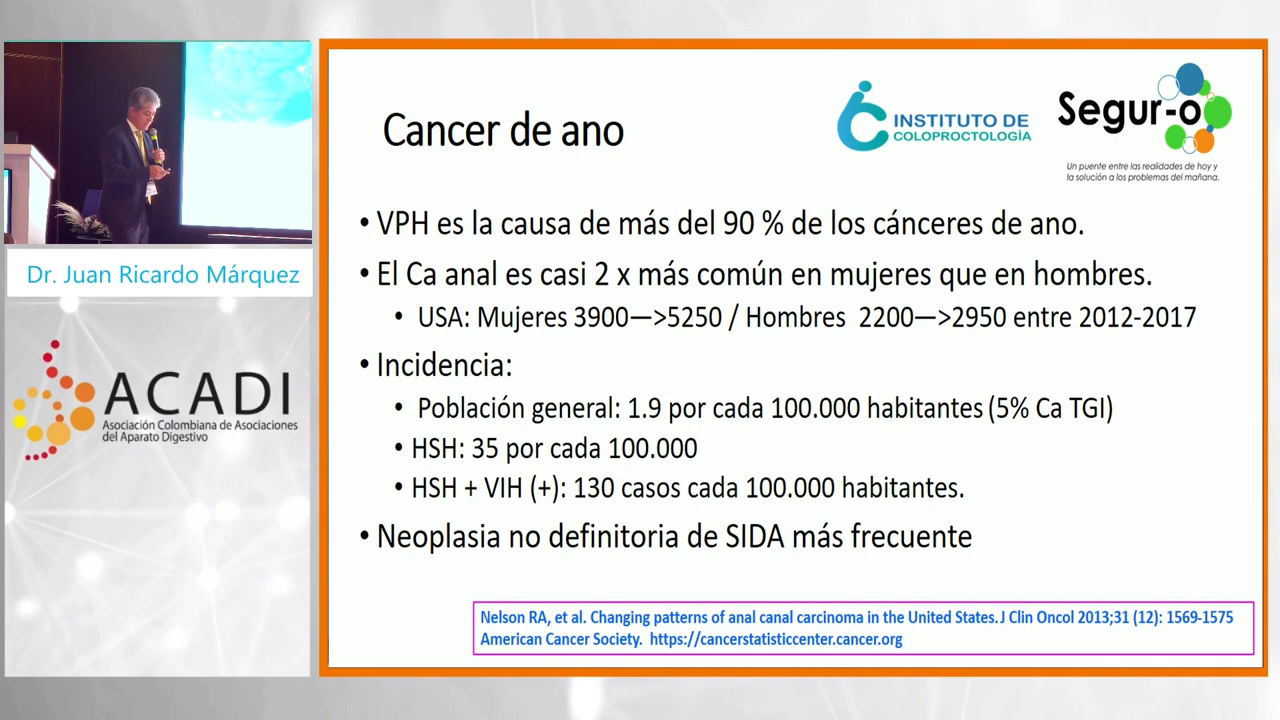 Cancer de ano
INSTITUTO DE
COLOPROCTOLOGÍA
Segur-o
Un puente entre las realidades de hoy y
la solución a los problemas del mañana.
• VPH es la causa de más del 90 % de los cánceres de ano.
• El Ca anal es casi 2 x más común en mujeres que en hombres.
• USA: Mujeres 3900—>5250 / Hombres 2200—>2950 entre 2012-2017
• Incidencia:
• Población general: 1.9 por cada 100.000 habitantes (5% Ca TGI)
• HSH: 35 por cada 100.000
• HSH + VIH (+): 130 casos cada 100.000 habitantes.
• Neoplasia no definitoria de SIDA más frecuente
Nelson RA, et al. Changing patterns of anal canal carcinoma in the United States. J Clin Oncol 2013;31 (12): 1569-1575
American Cancer Society. https://cancerstatisticcenter.cancer.org
Dr. Juan Ricardo Márquez
ACADI
Asociación Colombiana de Asociaciones
del Aparato Digestivo